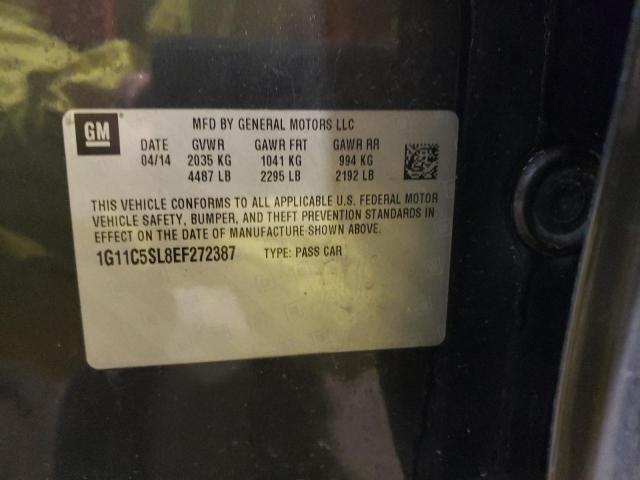 GM
MFD BY GENERAL MOTORS LLC
DATE GVWR GAWR FRT GAWR RR
04/14 2035 KG 1041 KG 994 KG
4487 LB 2295 LB 2192 LB
THIS VEHICLE CONFORMS TO ALL APPLICABLE U.S. FEDERAL MOTOR
VEHICLE SAFETY, BUMPER, AND THEFT PREVENTION STANDARDS IN
EFFECT ON THE DATE OF MANUFACTURE SHOWN ABOVE.
1G11C5SL8EF272387 TYPE: PASS CAR